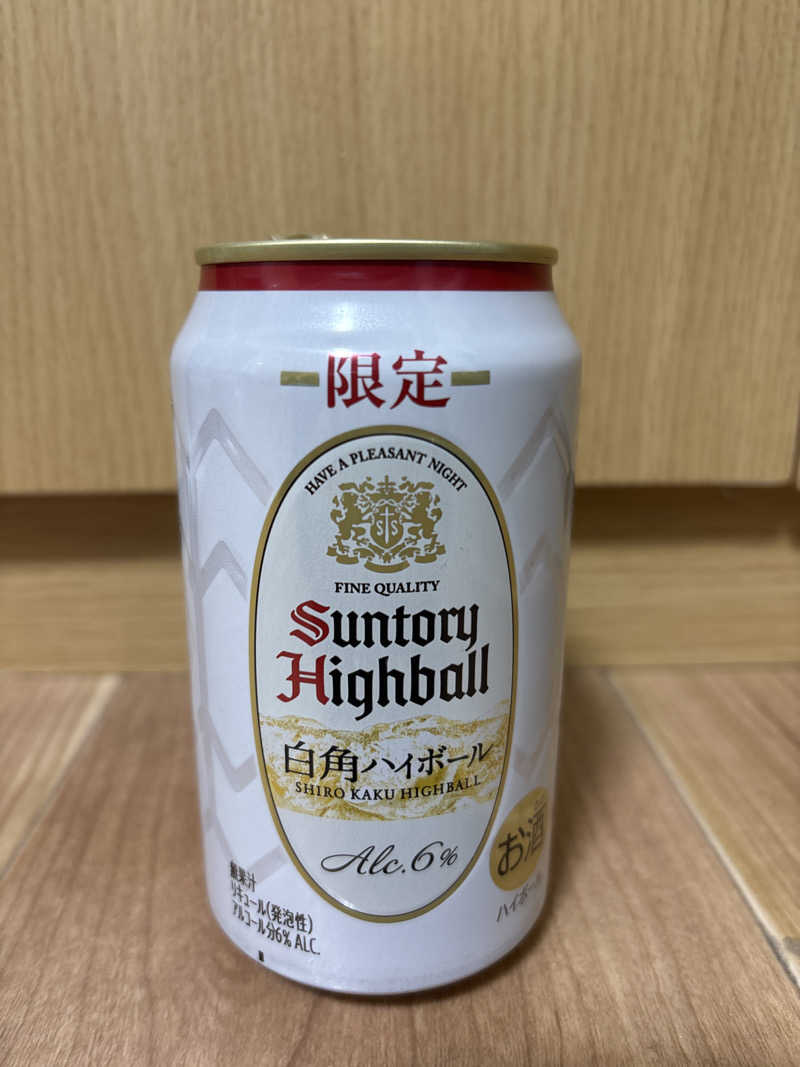 限定
HAVE A PLEASANT NIGHT
S S
FINE QUALITY
Suntory
Highball
白角ハイボール
SHIRO KAKU HIGHBALL
Alc.6%
お酒
ハイボール
無果汁
リキュール(発泡性)
アルコール分6% ALC.